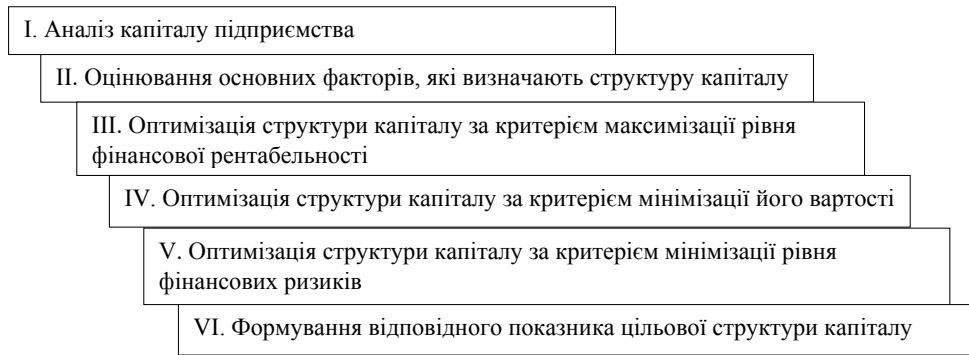 І. Аналіз капіталу підприємства
ІІ. Оцінювання основних факторів, які визначають структуру капіталу
ІІІ. Оптимізація структури капіталу за критерієм максимізації рівня
фінансової рентабельності
IV. Оптимізація структури капіталу за критерієм мінімізації його вартості
V. Оптимізація структури капіталу за критерієм мінімізації рівня
фінансових ризиків
VI. Формування відповідного показника цільової структури капіталу